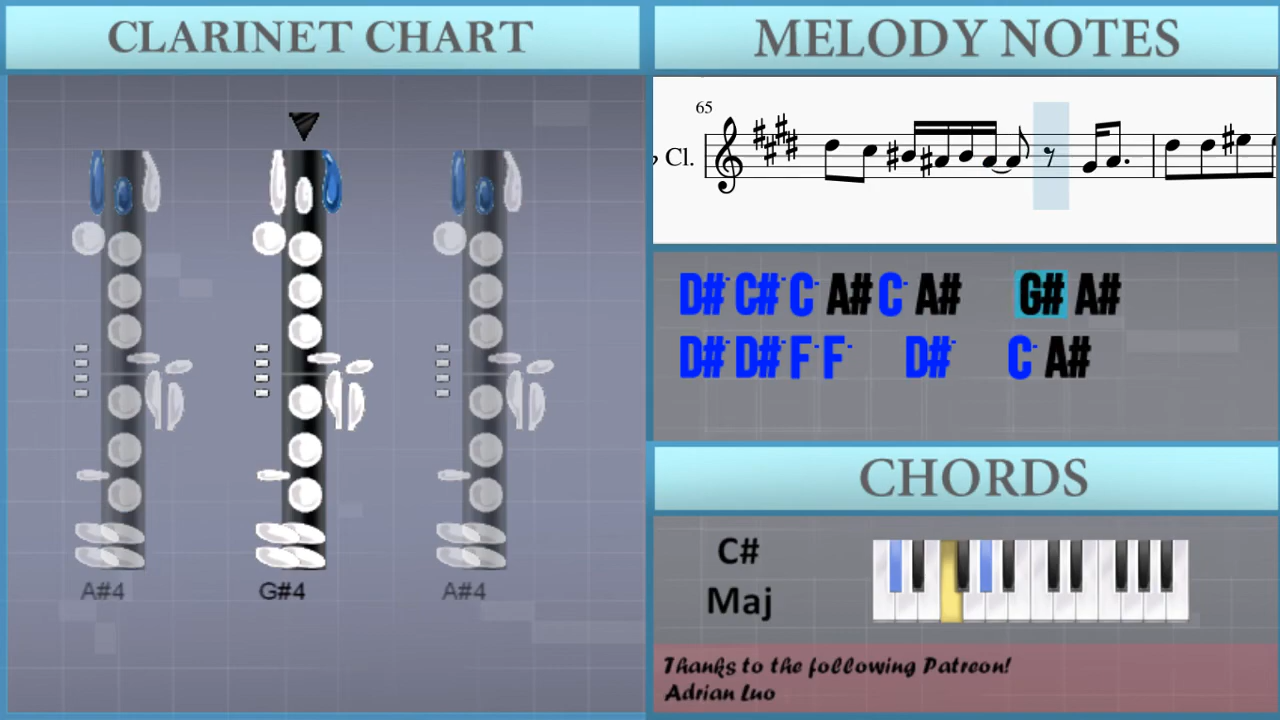 CLARINET CHART
A#4
G#4
A#4
MELODY NOTES
65
Cl.
D#- C#- C- A# C- A# G# A#
D#- D#- F- F- D#- C- A#
CHORDS
C#
Maj
Thanks to the following Patreon!
Adrian Luo